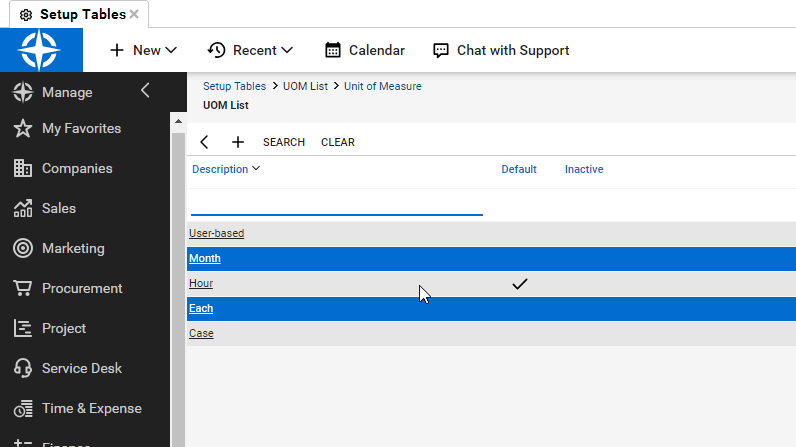 Setup Tables
New
Recent
Calendar
Chat with Support
Manage
My Favorites
Companies
Sales
Marketing
Procurement
Project
Service Desk
Time & Expense
Finance
Setup Tables > UOM List > Unit of Measure
UOM List
SEARCH CLEAR
Description Default Inactive
User-based
Month
Hour
Each
Case